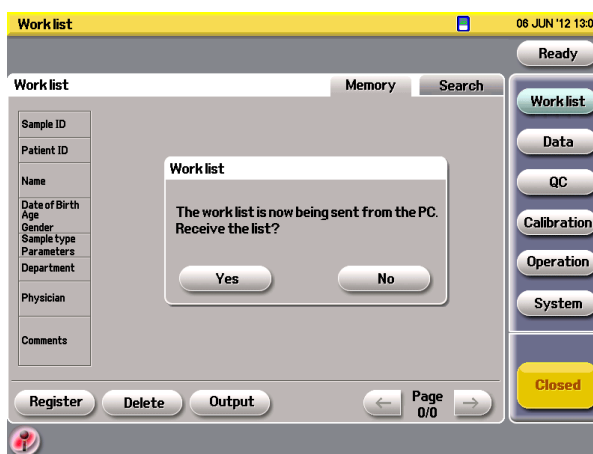 Work list
06 JUN '12 13:0
Ready
Work list
Memory
Search
Work list
Sample ID
Patient ID
Name
Date of Birth
Age
Gender
Sample type
Parameters
Department
Physician
Comments
Work list
The work list is now being sent from the PC.
Receive the list?
Yes
No
Data
QC
Calibration
Operation
System
Closed
Register
Delete
Output
←
Page
0/0
→